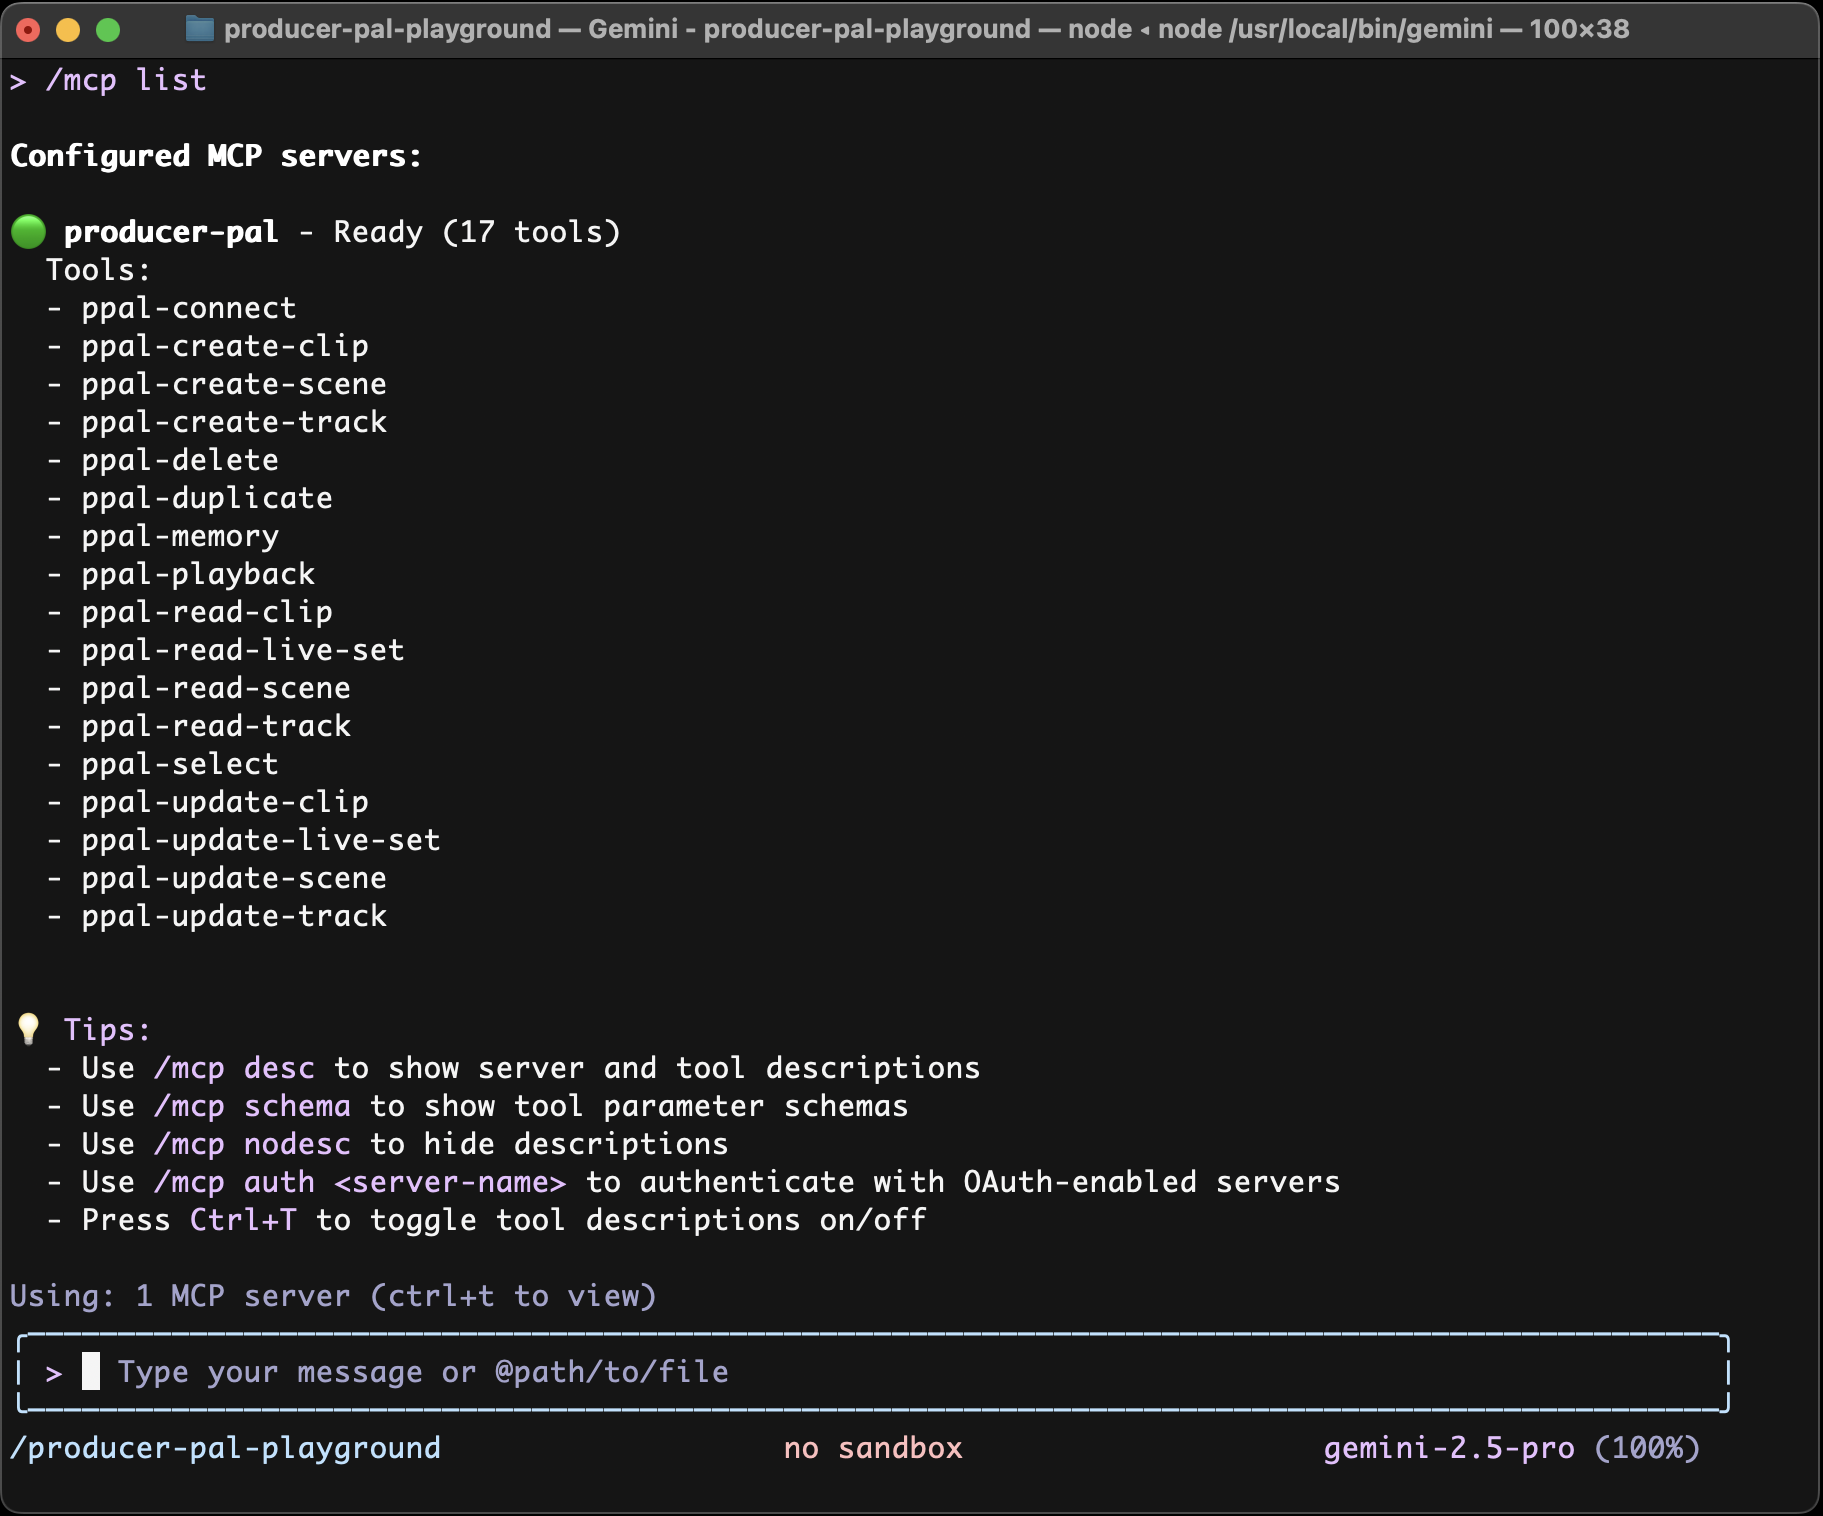 producer-pal-playground — Gemini - producer-pal-playground — node ◂ node /usr/local/bin/gemini — 100×38
> /mcp list
Configured MCP servers:
🟢 producer-pal - Ready (17 tools)
Tools:
- ppal-connect
- ppal-create-clip
- ppal-create-scene
- ppal-create-track
- ppal-delete
- ppal-duplicate
- ppal-memory
- ppal-playback
- ppal-read-clip
- ppal-read-live-set
- ppal-read-scene
- ppal-read-track
- ppal-select
- ppal-update-clip
- ppal-update-live-set
- ppal-update-scene
- ppal-update-track
💡 Tips:
- Use /mcp desc to show server and tool descriptions
- Use /mcp schema to show tool parameter schemas
- Use /mcp nodesc to hide descriptions
- Use /mcp auth <server-name> to authenticate with OAuth-enabled servers
- Press Ctrl+T to toggle tool descriptions on/off
Using: 1 MCP server (ctrl+t to view)
> Type your message or @path/to/file
/producer-pal-playground no sandbox gemini-2.5-pro (100%)